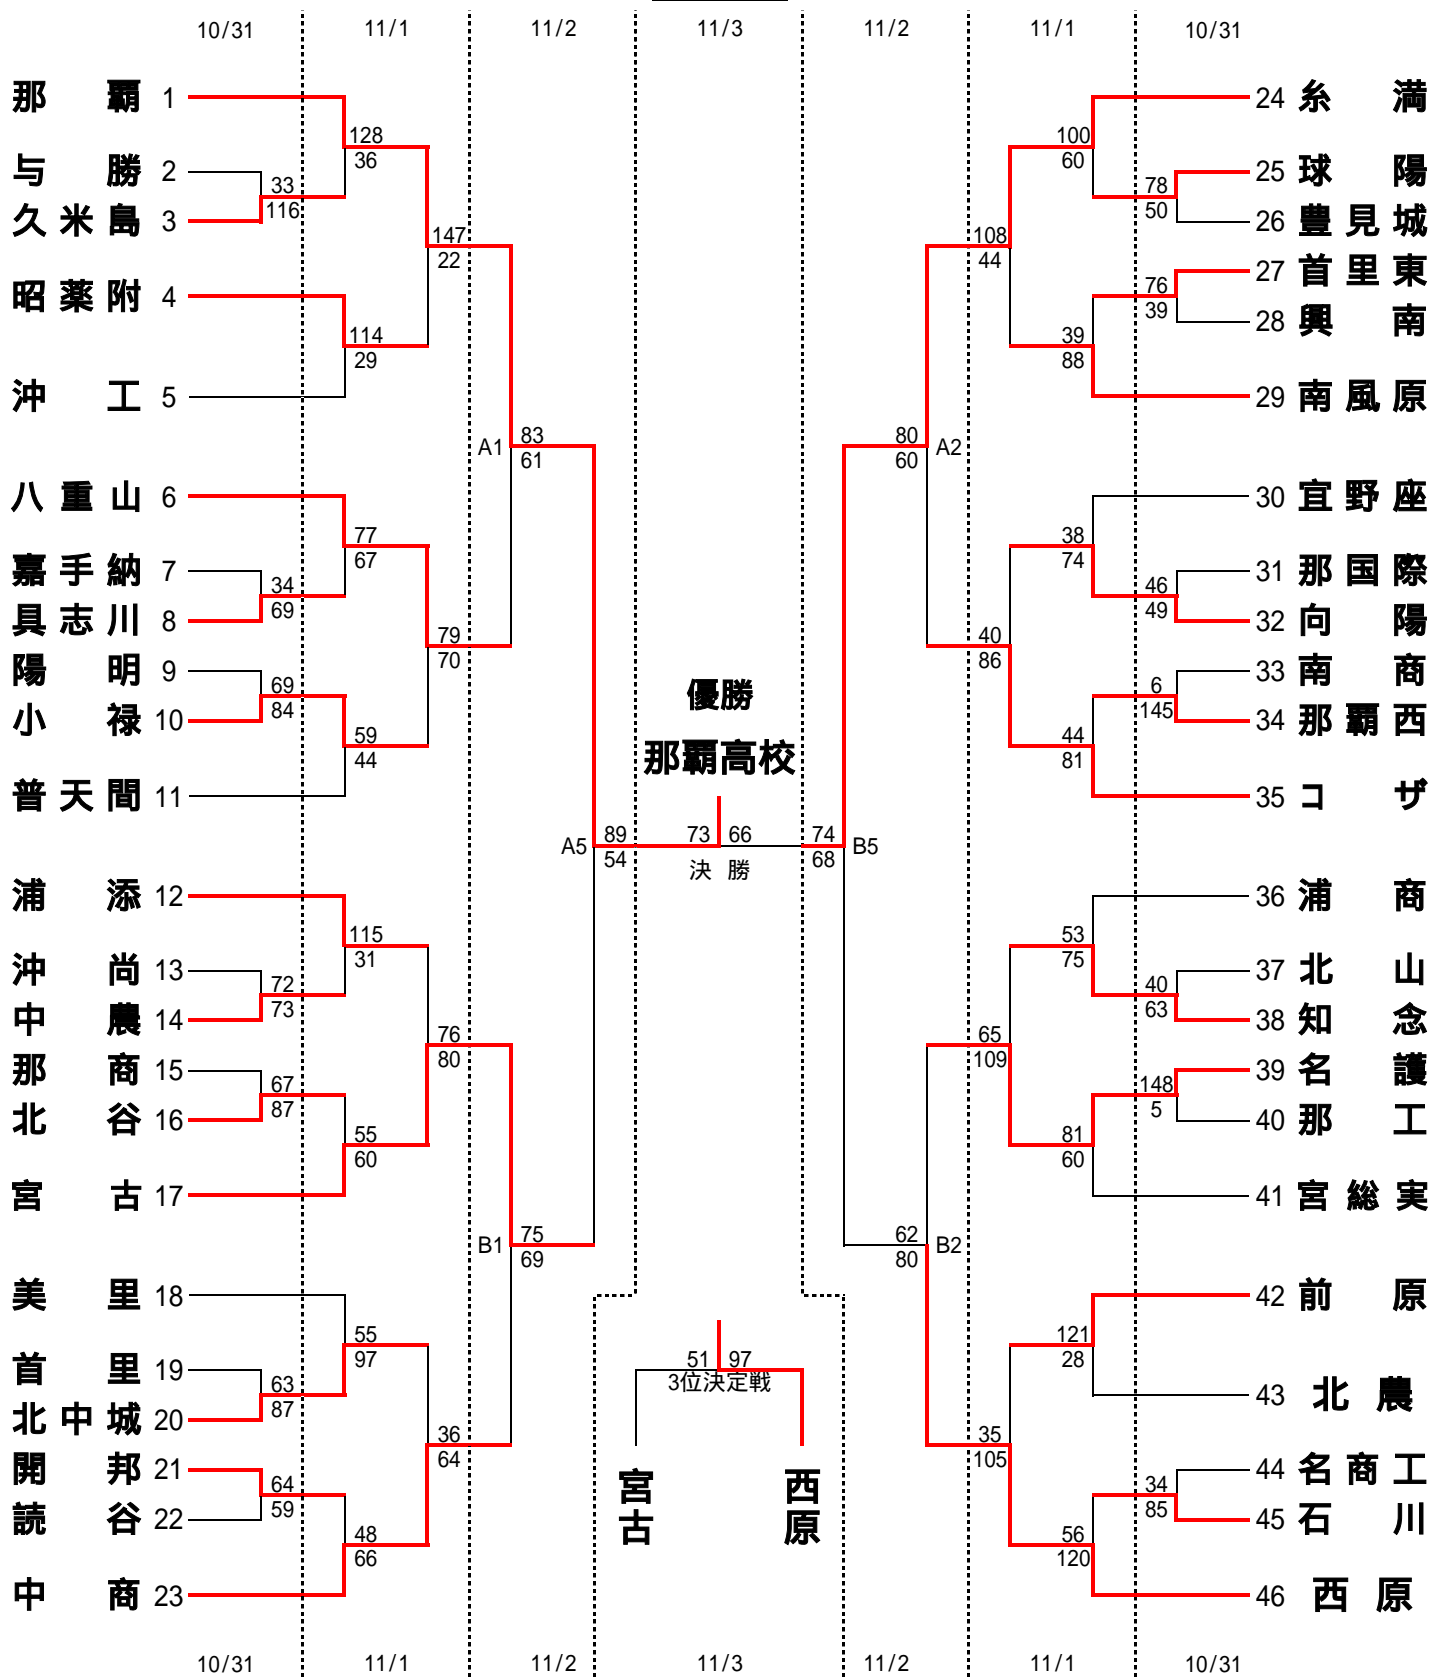 10/31 11/1 11/2 11/3 11/2 11/1 10/31
那覇 1
128
36
与勝 2
33
116
久米島 3
147
22
昭薬附 4
114
29
沖工 5
A1 83
61
八重山 6
77
67
嘉手納 7
34
69
具志川 8
79
70
陽明 9
69
84
小禄 10
59
44
普天間 11
A5 89
54
浦添 12
115
31
沖尚 13
72
73
中農 14
76
80
那商 15
67
87
北谷 16
55
60
宮古 17
B1 75
69
美里 18
55
97
首里 19
63
87
北中城 20
36
64
開邦 21
64
59
読谷 22
48
66
中商 23
優勝
那覇高校
73 66
決勝
51 97
3位決定戦
宮古
西原
24 糸満
100
60
25 球陽
78
50
26 豊見城
108
44
27 首里東
76
39
28 興南
39
88
29 南風原
80 A2
60
30 宜野座
38
74
31 那国際
46
49
32 向陽
40
86
33 南商
6
145
34 那覇西
44
81
35 コザ
74 B5
68
36 浦商
53
75
37 北山
40
63
38 知念
65
109
39 名護
148
5
40 那工
81
60
41 宮総実
62 B2
80
42 前原
121
28
43 北農
35
105
44 名商工
34
85
45 石川
56
120
46 西原
10/31 11/1 11/2 11/3 11/2 11/1 10/31